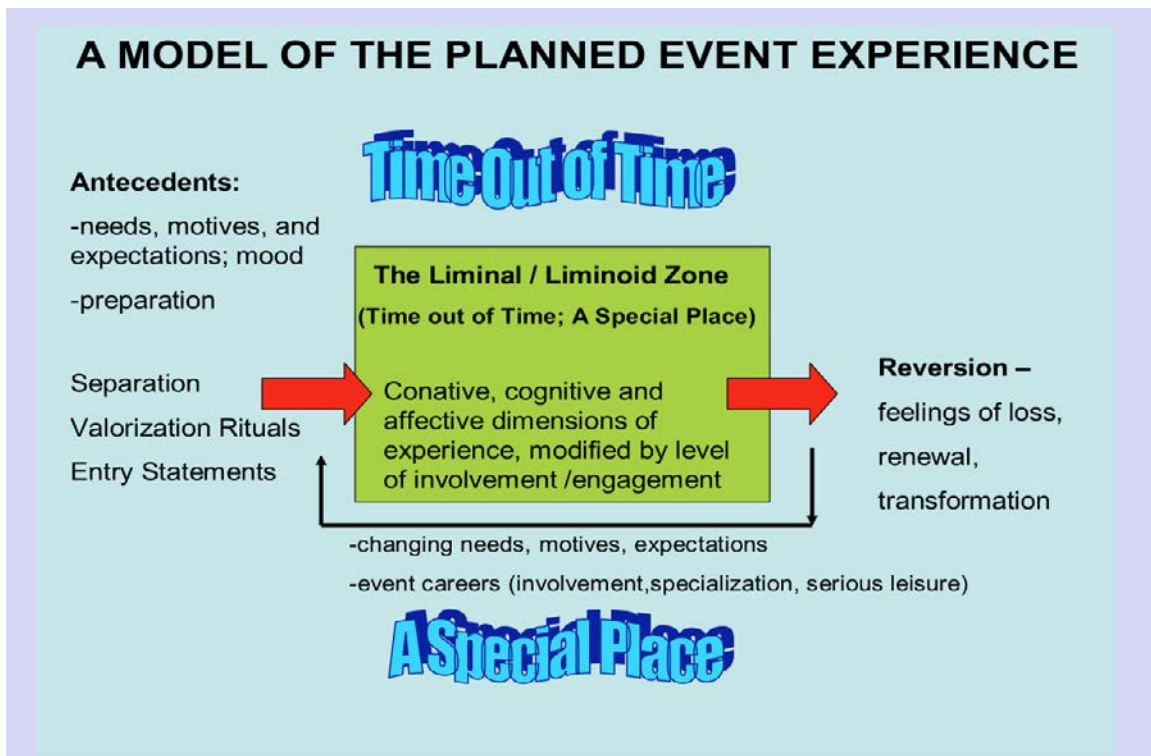 A MODEL OF THE PLANNED EVENT EXPERIENCE
Time Out of Time
Antecedents:
-needs, motives, and
expectations; mood
-preparation
Separation
Valorization Rituals
Entry Statements
The Liminal / Liminoid Zone
(Time out of Time; A Special Place)
Conative, cognitive and
affective dimensions of
experience, modified by level
of involvement /engagement
Reversion –
feelings of loss,
renewal,
transformation
-changing needs, motives, expectations
-event careers (involvement,specialization, serious leisure)
A Special Place